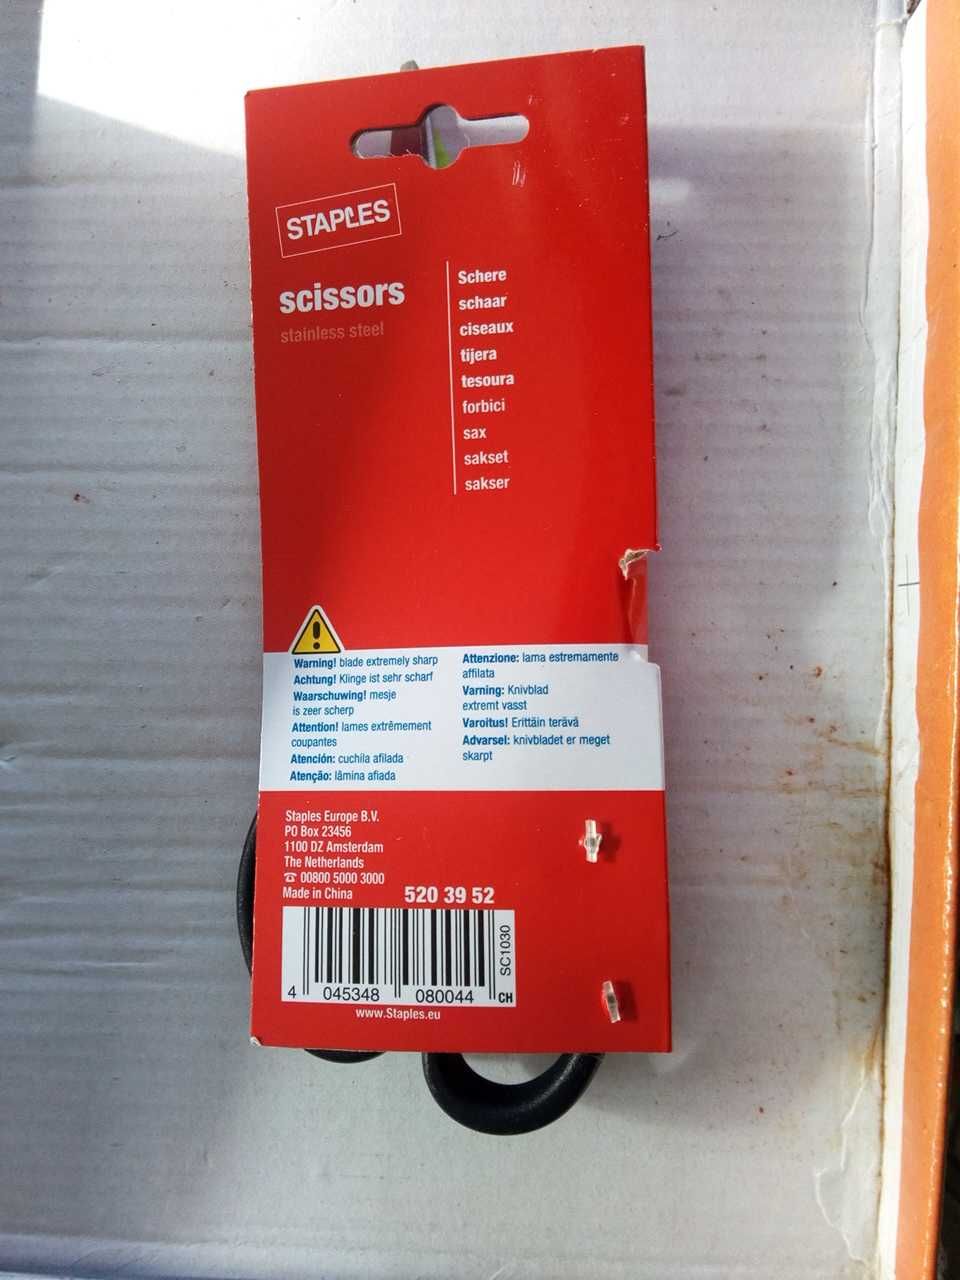 STAPLES
scissors
stainless steel
Schere
schaar
ciseaux
tijera
tesoura
forbici
sax
sakset
sakser
Warning! blade extremely sharp
Achtung! Klinge ist sehr scharf
Waarschuwing! mesje
is zeer scherp
Attention! lames extrêmement
coupantes
Atención: cuchíla afilada
Atenção: lâmina afiada
Attenzione: lama estremamente
affilata
Varning: Knivblad
extremt vasst
Varoitus! Erittäin terävä
Advarsel: knivbladet er meget
skarpt
Staples Europe B.V.
PO Box 23456
1100 DZ Amsterdam
The Netherlands
☎ 00800 5000 3000
Made in China
520 39 52
SC1030
4 045348 080044 CH
www.Staples.eu